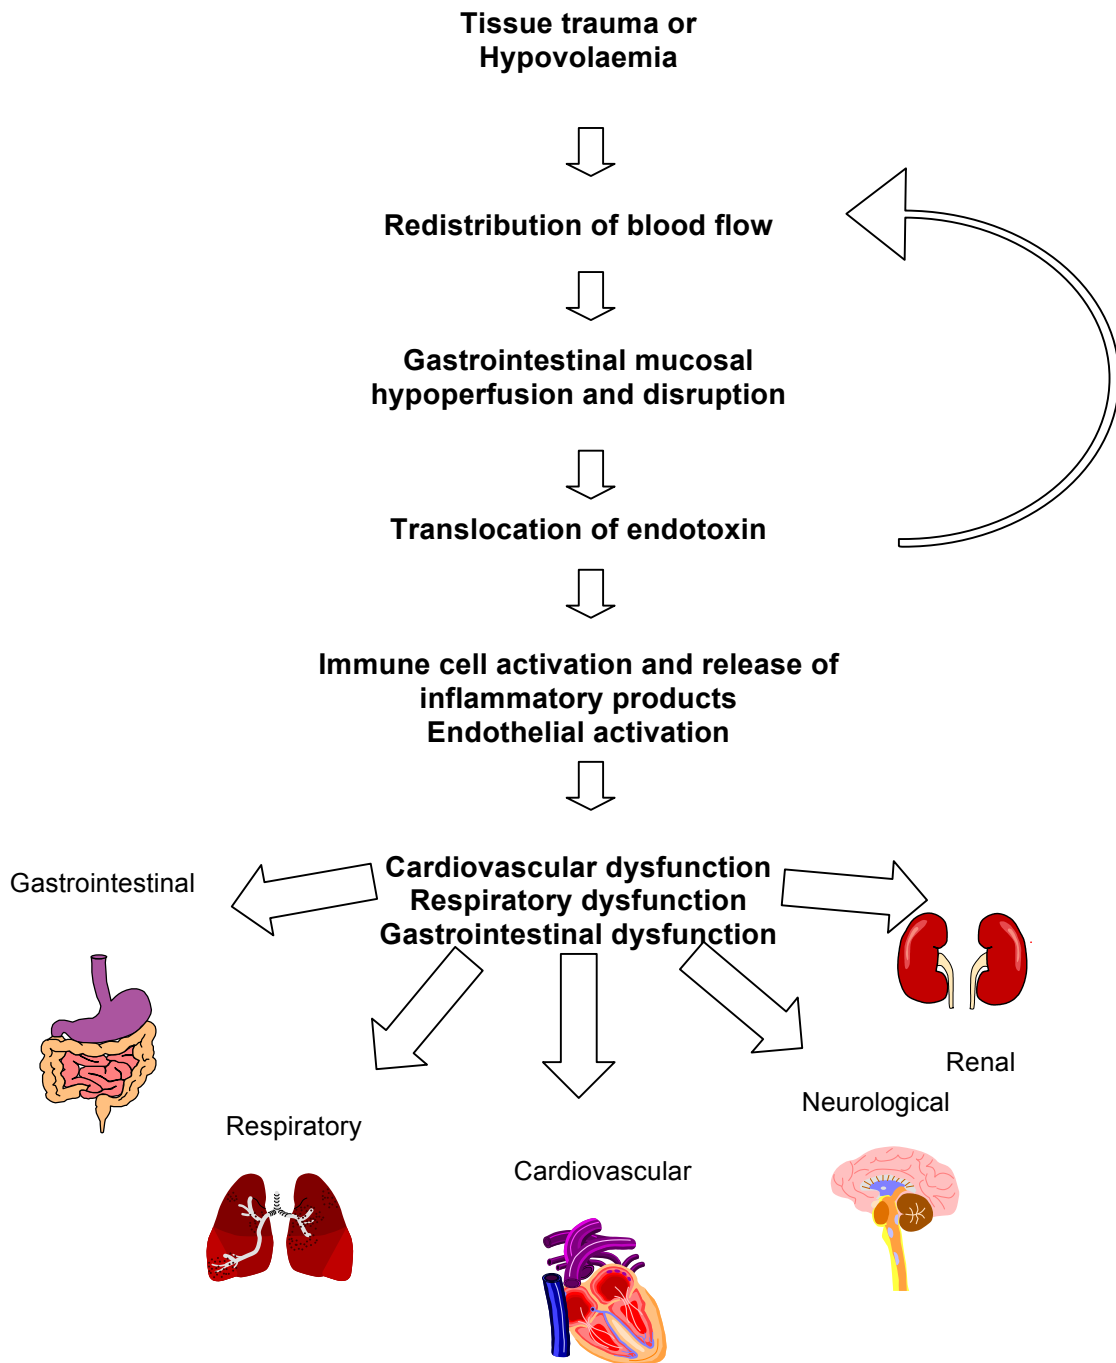 Tissue trauma or
Hypovolaemia
Redistribution of blood flow
Gastrointestinal mucosal
hypoperfusion and disruption
Translocation of endotoxin
Immune cell activation and release of
inflammatory products
Endothelial activation
Cardiovascular dysfunction
Respiratory dysfunction
Gastrointestinal dysfunction
Gastrointestinal
Respiratory
Cardiovascular
Neurological
Renal